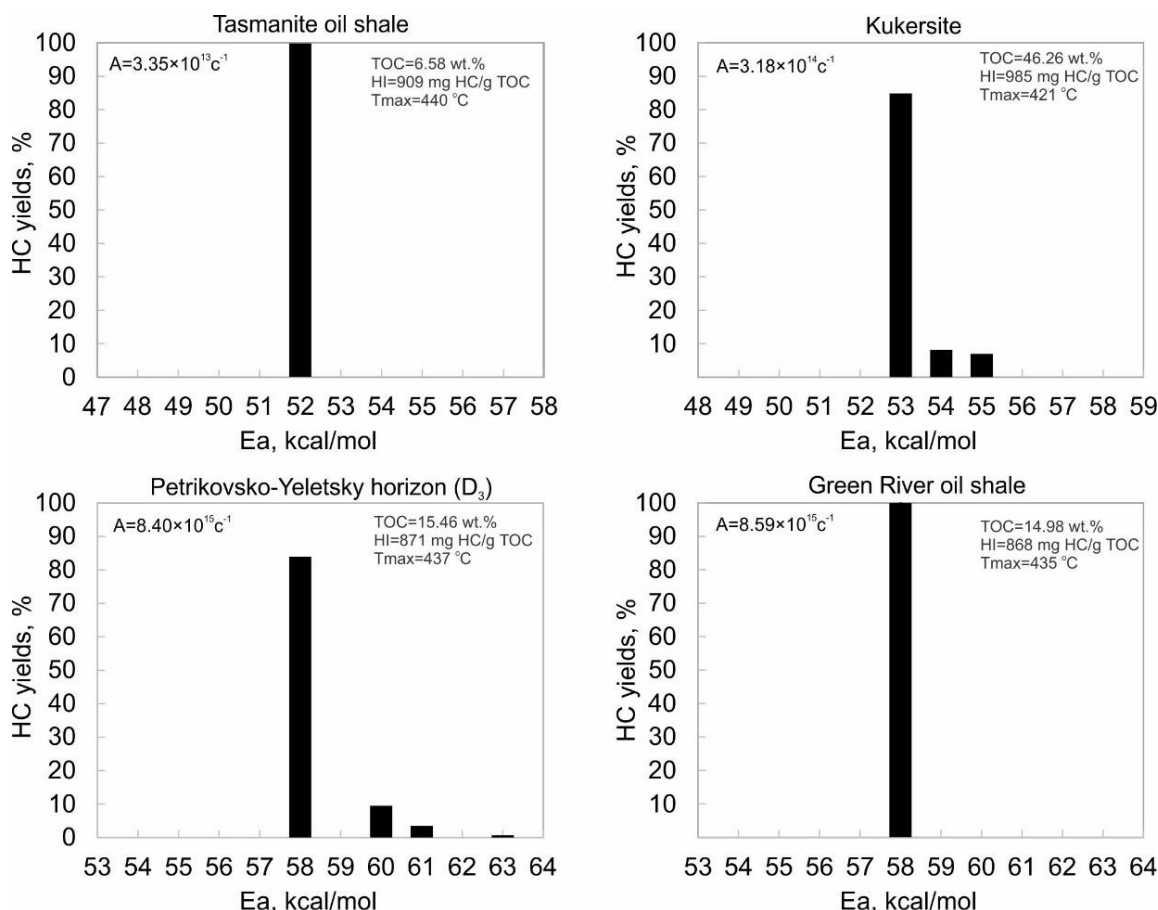 Tasmanite oil shale
A=3.35×10¹³c⁻¹
TOC=6.58 wt.%
HI=909 mg HC/g TOC
Tmax=440 °C
HC yields, %
100
90
80
70
60
50
40
30
20
10
0
47 48 49 50 51 52 53 54 55 56 57 58
Ea, kcal/mol
Kukersite
A=3.18×10¹⁴c⁻¹
TOC=46.26 wt.%
HI=985 mg HC/g TOC
Tmax=421 °C
HC yields, %
100
90
80
70
60
50
40
30
20
10
48 49 50 51 52 53 54 55 56 57 58 59
Ea, kcal/mol
Petrikovsko-Yeletsky horizon (D₃)
A=8.40×10¹⁵c⁻¹
TOC=15.46 wt.%
HI=871 mg HC/g TOC
Tmax=437 °C
HC yields, %
100
90
80
70
60
50
40
30
20
10
0
53 54 55 56 57 58 59 60 61 62 63 64
Ea, kcal/mol
Green River oil shale
A=8.59×10¹⁵c⁻¹
TOC=14.98 wt.%
HI=868 mg HC/g TOC
Tmax=435 °C
HC yields, %
100
90
80
70
60
50
40
30
20
10
53 54 55 56 57 58 59 60 61 62 63 64
Ea, kcal/mol